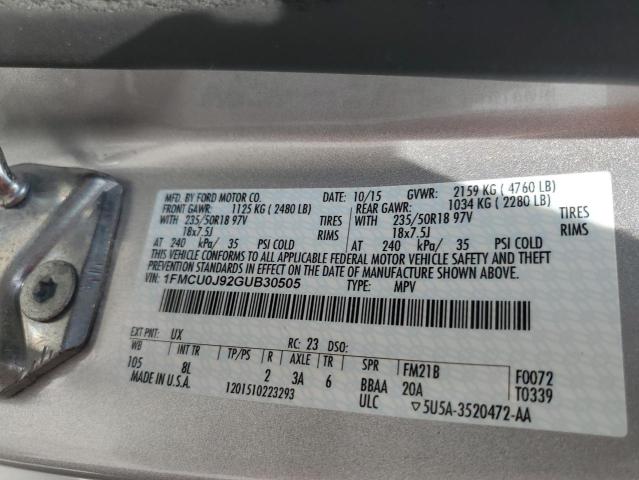 MFD. BY FORD MOTOR CO. 10/15 GVWR: 2159 KG ( 4760 LB)
FRONT GAWR: 1125 KG ( 2480 LB) REAR GAWR: 1034 KG ( 2280 LB)
WITH 235/50R18 97V TIRES WITH 235/50R18 97V TIRES
18x7.5J RIMS 18x7.5J RIMS
AT 240 kPa/ 35 PSI COLD AT 240 kPa/ 35 PSI COLD
THIS VEHICLE CONFORMS TO ALL APPLICABLE FEDERAL MOTOR VEHICLE SAFETY AND THEFT
PREVENTION STANDARDS IN EFFECT ON THE DATE OF MANUFACTURE SHOWN ABOVE.
VIN: 1FMCU0J92GUB30505 TYPE: MPV
EXT PNT: UX RC: 23 DSO:
WB INT TR TP/PS R AXLE TR SPR FM21B F0072
105 8L 2 3A 6 BBAA 20A T0339
MADE IN U.S.A. 1201510223293 ULC 5U5A-3520472-AA